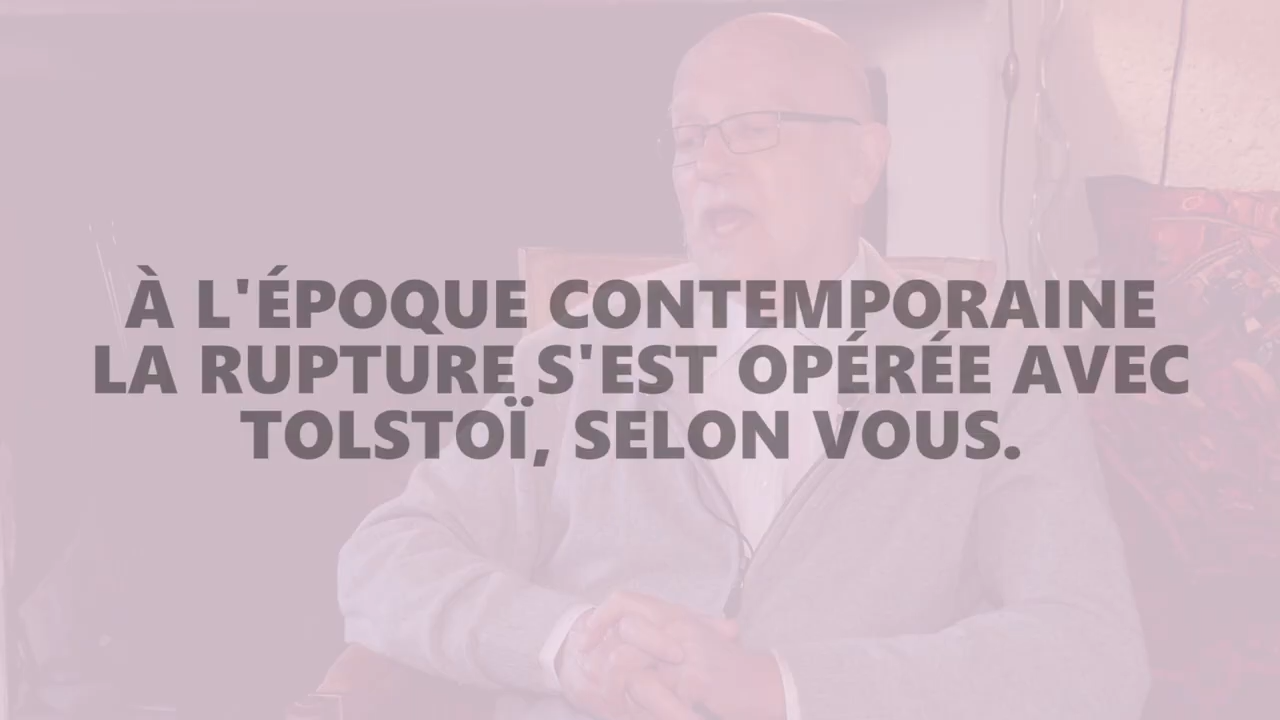 À L'ÉPOQUE CONTEMPORAINE
LA RUPTURE S'EST OPÉRÉE AVEC
TOLSTOÏ, SELON VOUS.